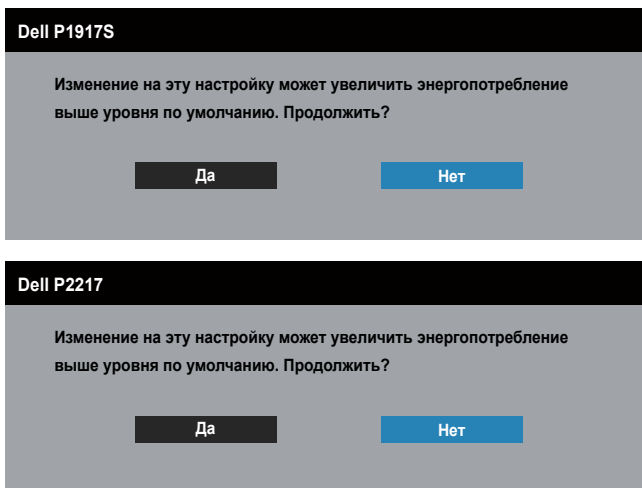 Dell P1917S
Изменение на эту настройку может увеличить энергопотребление
выше уровня по умолчанию. Продолжить?
Да
Нет
Dell P2217
Изменение на эту настройку может увеличить энергопотребление
выше уровня по умолчанию. Продолжить?
Да
Нет